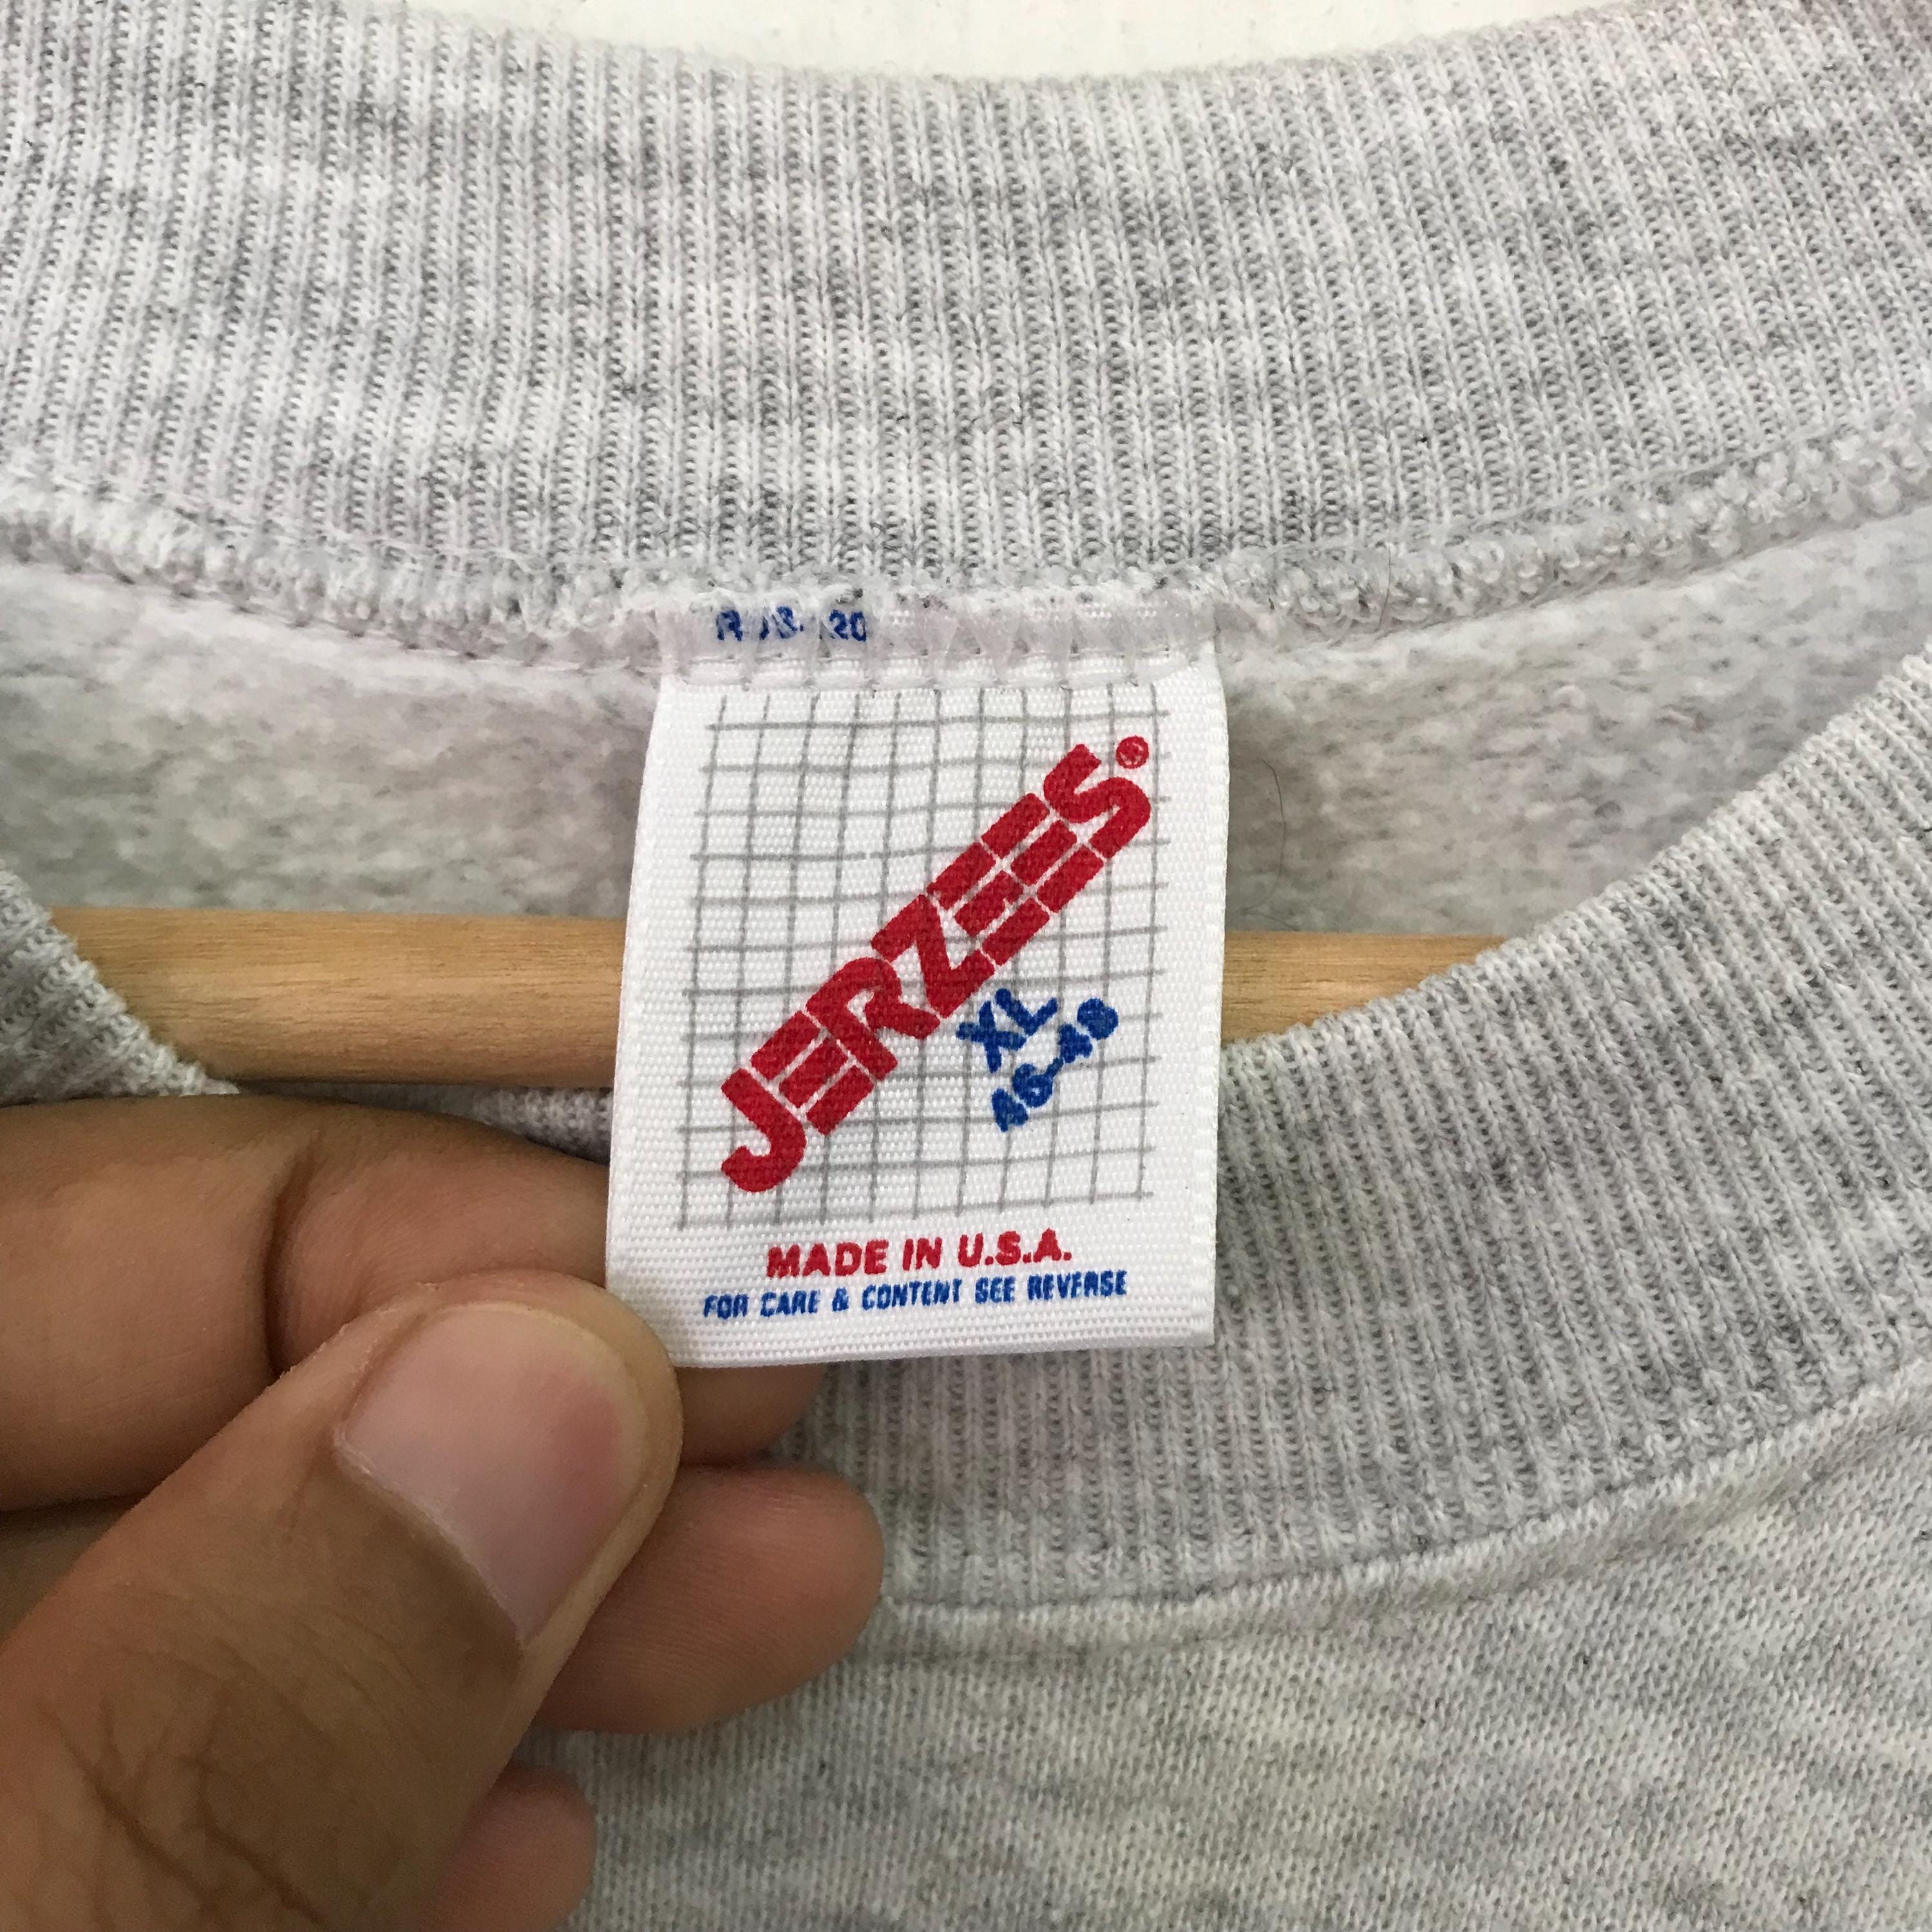 JERZEES®
XL
46-48
MADE IN U.S.A.
FOR CARE & CONTENT SEE REVERSE